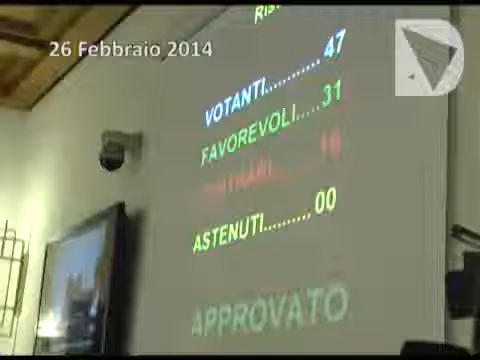 26 Febbraio 2014
VOTANTI............47
FAVOREVOLI.....31
16
ASTENUTI..........00
APPROVATO